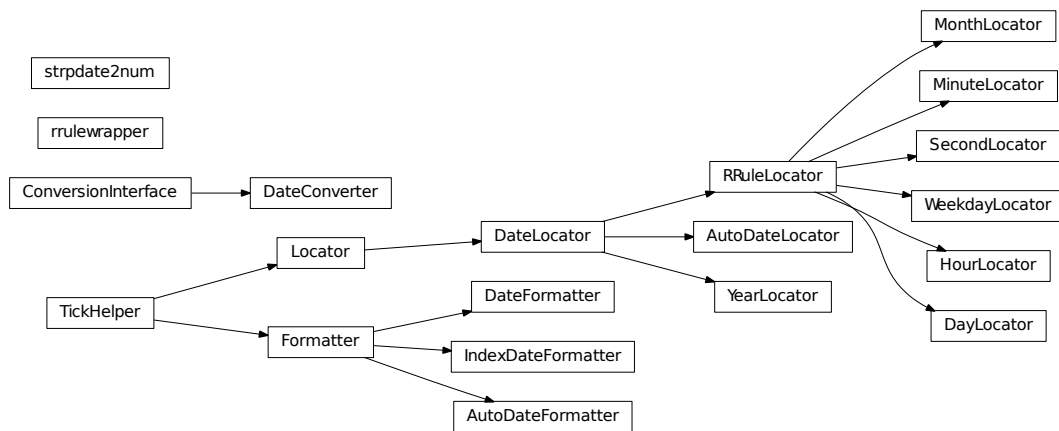 strpdate2num
rrulewrapper
ConversionInterface
DateConverter
TickHelper
Locator
Formatter
DateLocator
DateFormatter
IndexDateFormatter
AutoDateFormatter
RRuleLocator
AutoDateLocator
YearLocator
MonthLocator
MinuteLocator
SecondLocator
WeekdayLocator
HourLocator
DayLocator